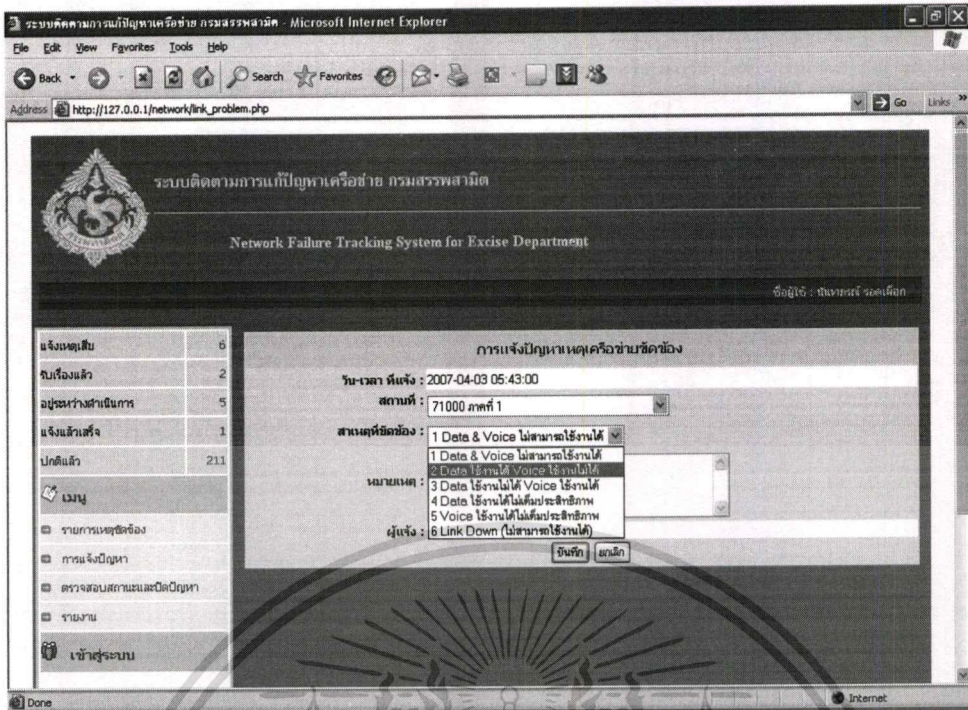 ระบบติดตามการแก้ปัญหาเครือข่าย กรมสรรพสามิต - Microsoft Internet Explorer
File Edit View Favorites Tools Help
Back Search Favorites
Address http://127.0.0.1/network/link_problem.php Go Links »
ระบบติดตามการแก้ปัญหาเครือข่าย กรมสรรพสามิต
Network Failure Tracking System for Excise Department
ชื่อผู้ใช้ :
แจ้งเหตุเสีย 6
รับเรื่องแล้ว 2
อยู่ระหว่างดำเนินการ 5
แจ้งแล้วเสร็จ 1
ปกติแล้ว 211
เมนู
รายการเหตุขัดข้อง
การแจ้งปัญหา
ตรวจสอบสถานะและปิดปัญหา
รายงาน
เข้าสู่ระบบ
การแจ้งปัญหาเหตุเครือข่ายขัดข้อง
วัน-เวลา ที่แจ้ง : 2007-04-03 05:43:00
สถานที่ : 71000 ภาคที่ 1
สาเหตุที่ขัดข้อง : 1 Data & Voice ไม่สามารถใช้งานได้
1 Data & Voice ไม่สามารถใช้งานได้
2 Data ใช้งานได้ Voice ใช้งานไม่ได้
3 Data ใช้งานไม่ได้ Voice ใช้งานได้
4 Data ใช้งานได้ไม่เต็มประสิทธิภาพ
5 Voice ใช้งานได้ไม่เต็มประสิทธิภาพ
6 Link Down (ไม่สามารถใช้งานได้)
หมายเหตุ :
ผู้แจ้ง :
บันทึก ยกเลิก
Done Internet